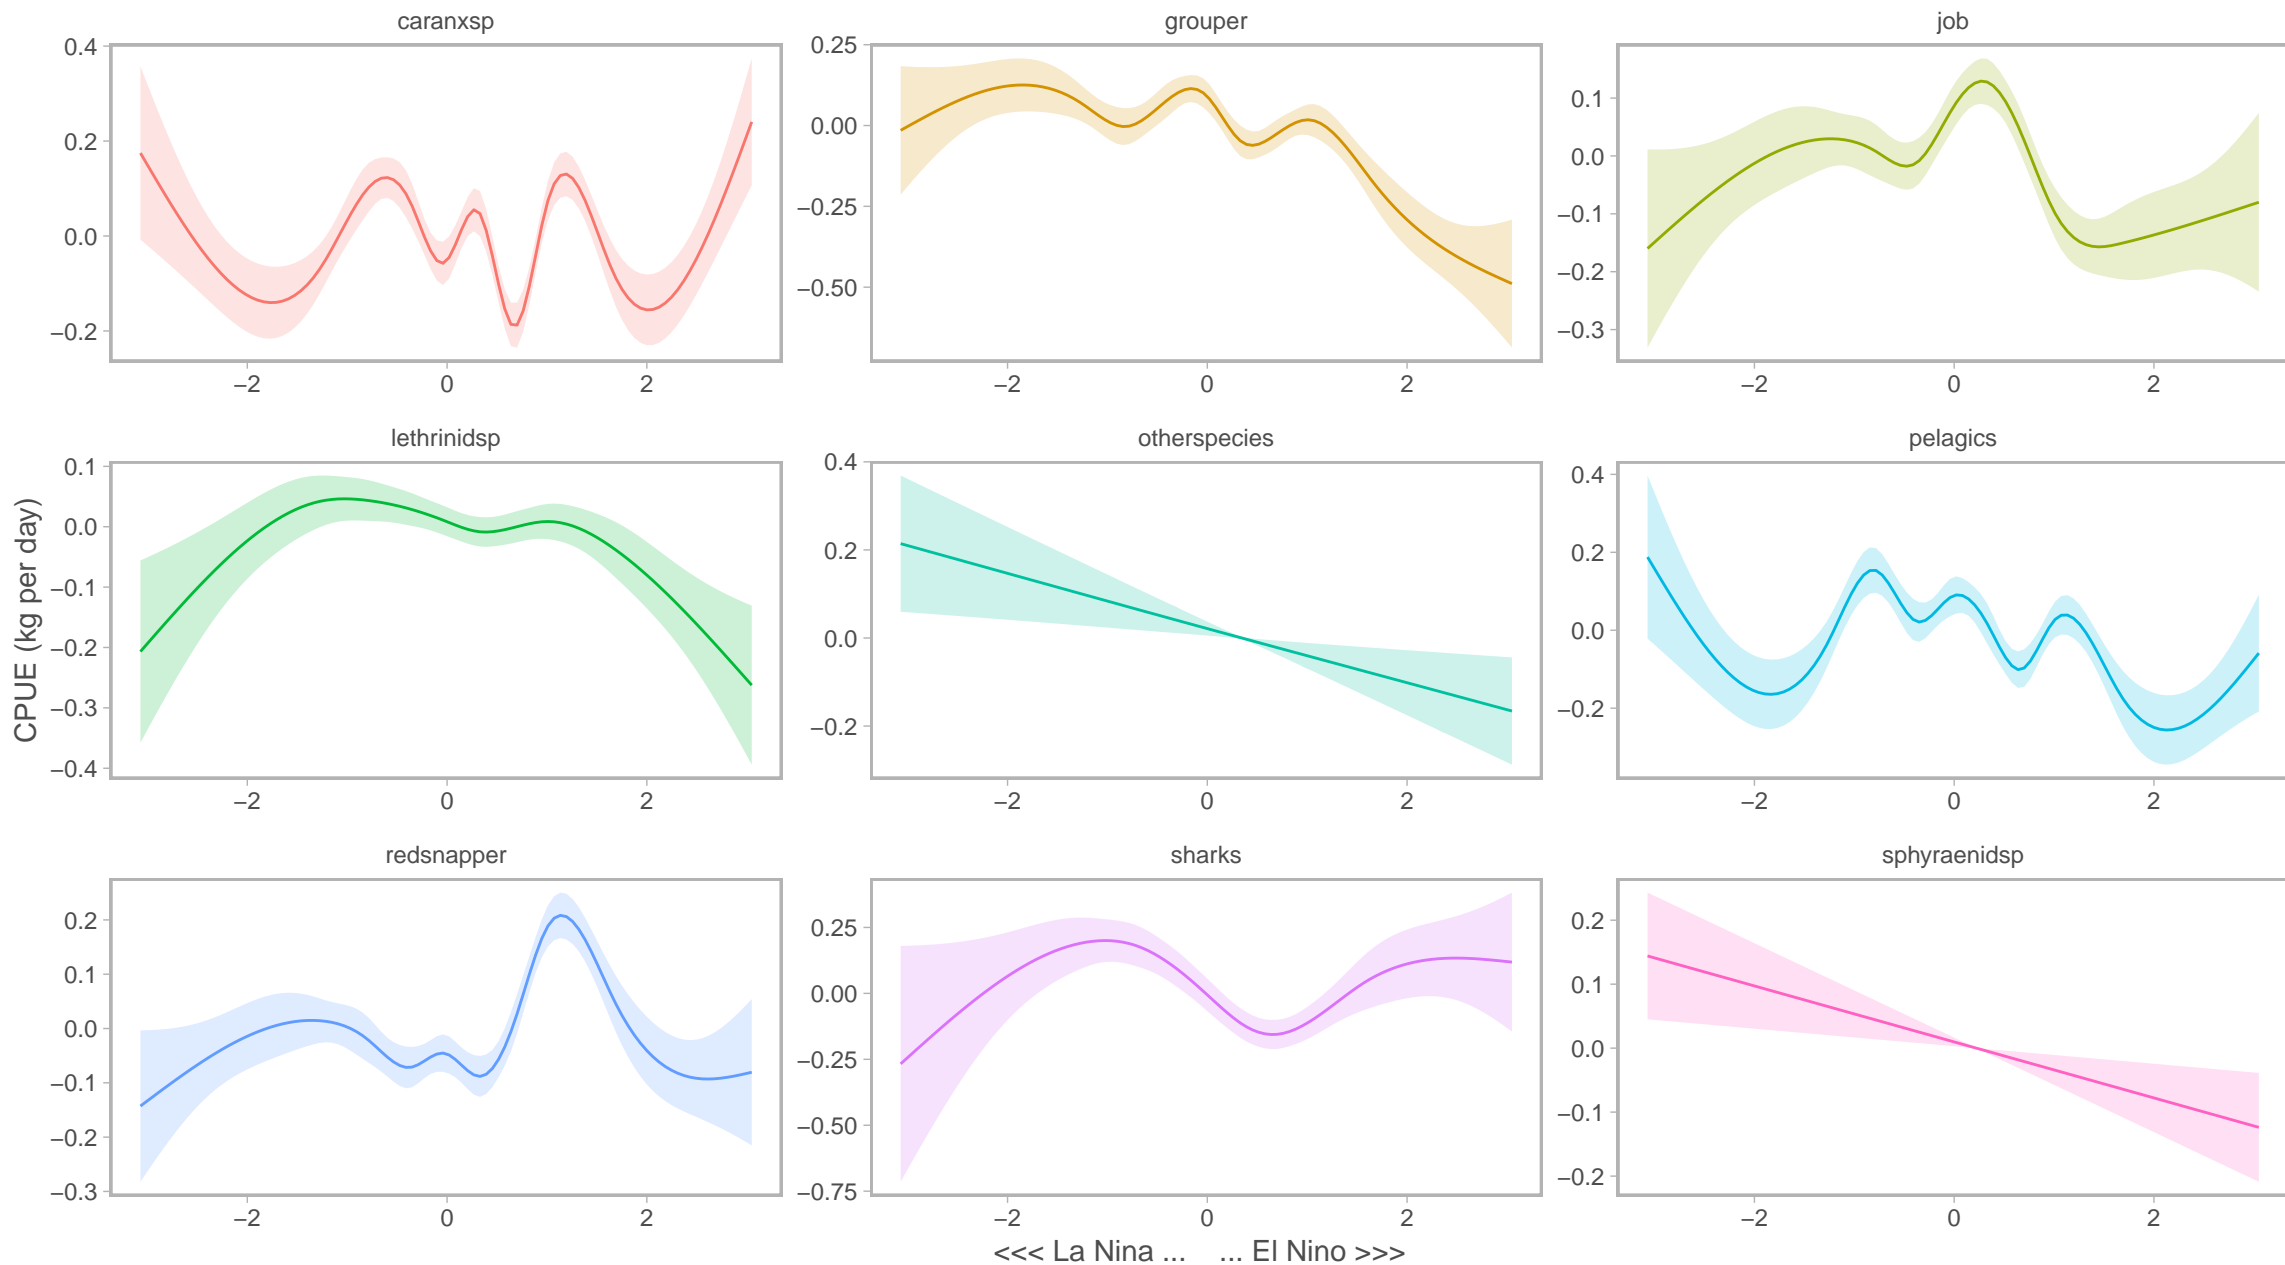 caranxsp
grouper
job
0.4
0.2
0.0
−0.2
0.25
0.00
−0.25
−0.50
0.1
0.0
−0.1
−0.2
−0.3
−2 0 2
−2 0 2
−2 0 2
lethrinidsp
otherspecies
pelagics
0.1
0.0
−0.1
−0.2
−0.3
−0.4
0.4
0.2
0.0
−0.2
0.4
0.2
0.0
−0.2
−2 0 2
−2 0 2
−2 0 2
CPUE (kg per day)
redsnapper
sharks
sphyraenidsp
0.2
0.1
0.0
−0.1
−0.2
−0.3
0.25
0.00
−0.25
−0.50
−0.75
0.2
0.1
0.0
−0.1
−0.2
−2 0 2
−2 0 2
−2 0 2
<<< La Nina ... ... El Nino >>>